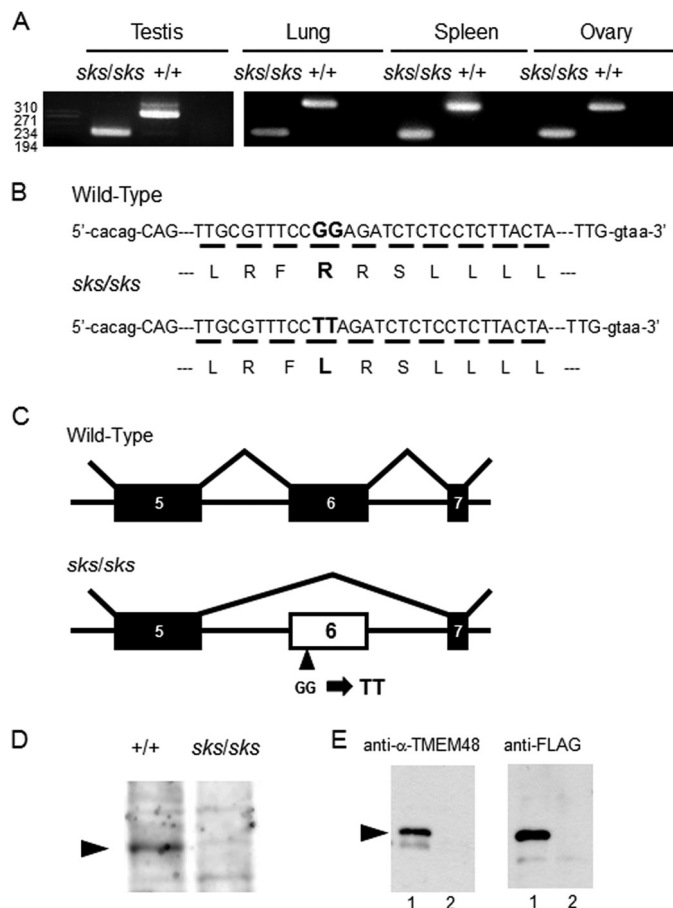 A
Testis Lung Spleen Ovary
sks/sks +/+ sks/sks +/+ sks/sks +/+ sks/sks +/+
310
271
234
194
B
Wild-Type
5'-cacag-CAG---TTGCGTTTCCGGAGATCTCTCCTCTTACTA---TTG-gtaa-3'
--- L R F R R S L L L L ---
sks/sks
5'-cacag-CAG---TTGCGTTTCCTTAGATCTCTCCTCTTACTA---TTG-gtaa-3'
--- L R F L R S L L L L ---
C
Wild-Type
5 6 7
sks/sks
5 6 7
GG TT
D
+/+ sks/sks
E
anti-α-TMEM48 anti-FLAG
1 2 1 2